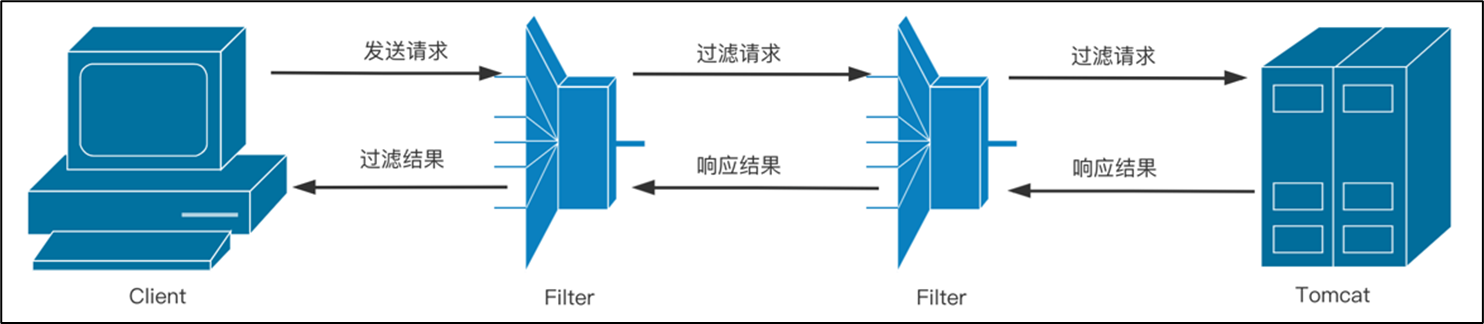 发送请求
过滤请求
过滤请求
过滤结果
响应结果
响应结果
Client
Filter
Filter
Tomcat